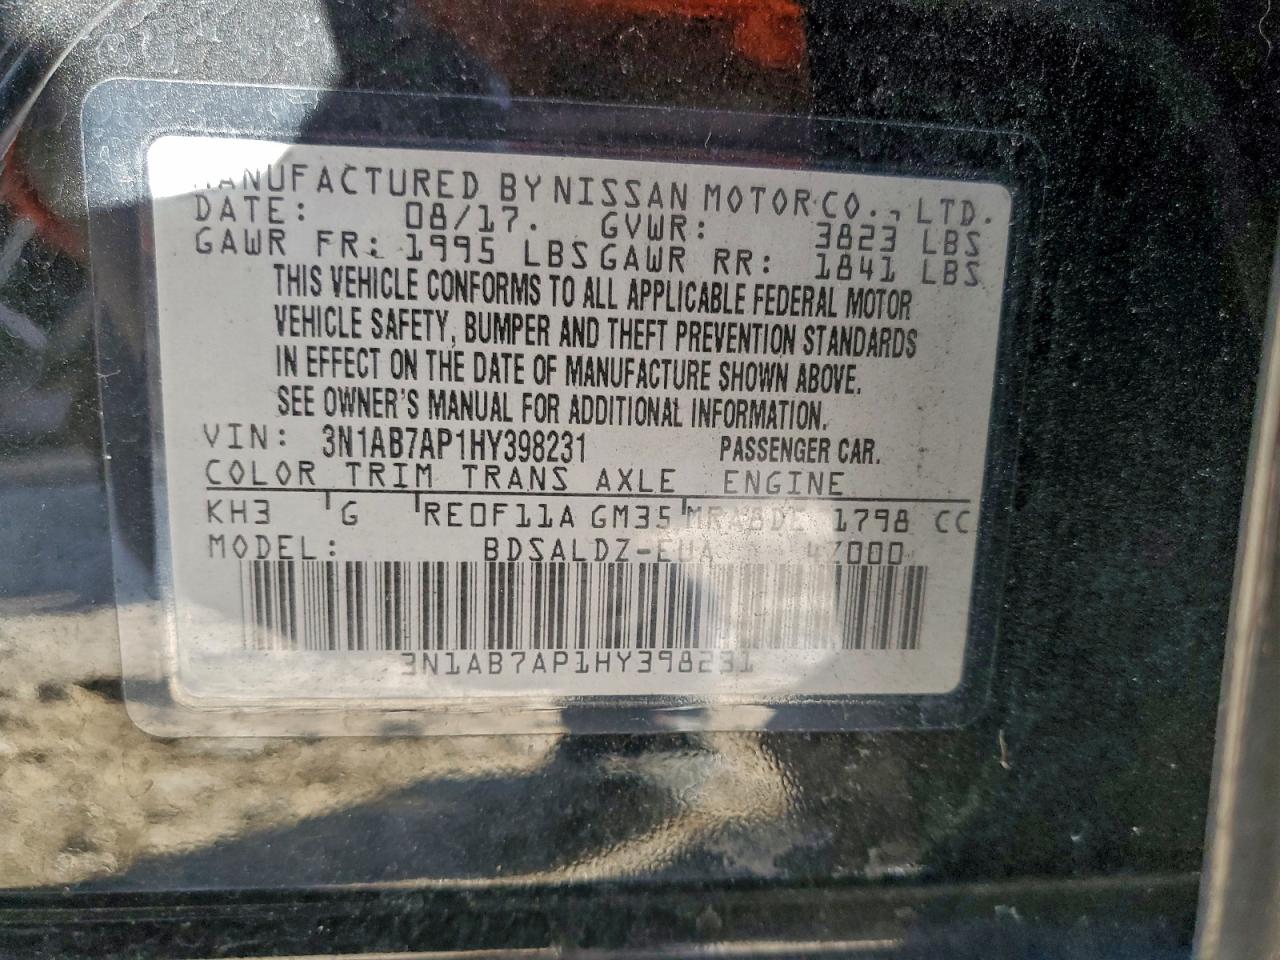 MANUFACTURED BY NISSAN MOTOR CO., LTD.
DATE: 08/17. GVWR: 3823 LBS
GAWR FR: 1995 LBS GAWR RR: 1841 LBS
THIS VEHICLE CONFORMS TO ALL APPLICABLE FEDERAL MOTOR
VEHICLE SAFETY, BUMPER AND THEFT PREVENTION STANDARDS
IN EFFECT ON THE DATE OF MANUFACTURE SHOWN ABOVE.
SEE OWNER'S MANUAL FOR ADDITIONAL INFORMATION.
VIN: 3N1AB7AP1HY398231 PASSENGER CAR.
COLOR TRIM TRANS AXLE ENGINE
KH3 G RE0F11A GM35 MRA8DE 1798 CC
MODEL: BDSALDZ-EUA 4Z000
3N1AB7AP1HY398231